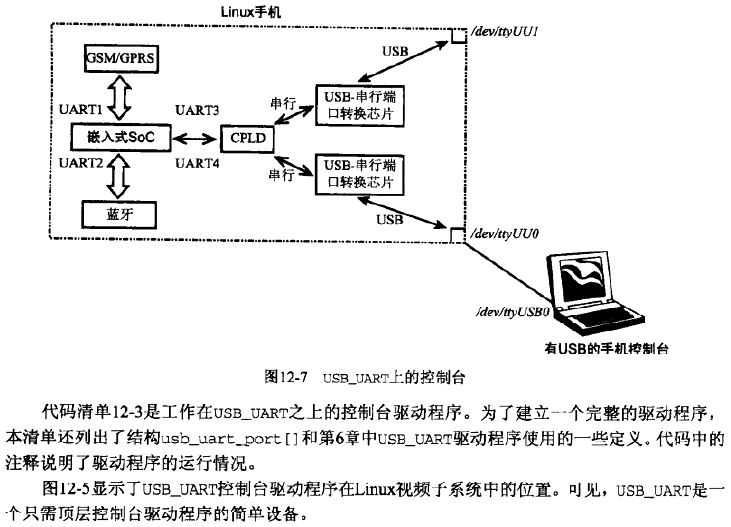 Linux手机
/dev/ttyUU1
USB
GSM/GPRS
串行
USB-串行端
口转换芯片
UART1
UART3
嵌入式SoC
CPLD
UART2
UART4
串行
USB-串行端
口转换芯片
蓝牙
USB
/dev/ttyUU0
/dev/ttyUSB0
有USB的手机控制台
图12-7 USB_UART上的控制台
代码清单12-3是工作在USB_UART之上的控制台驱动程序。为了建立一个完整的驱动程序，
本清单还列出了结构usb_uart_port[]和第6章中USB_UART驱动程序使用的一些定义。代码中的
注释说明了驱动程序的运行情况。
图12-5显示了USB_UART控制台驱动程序在Linux视频子系统中的位置。可见，USB_UART是一
个只需顶层控制台驱动程序的简单设备。